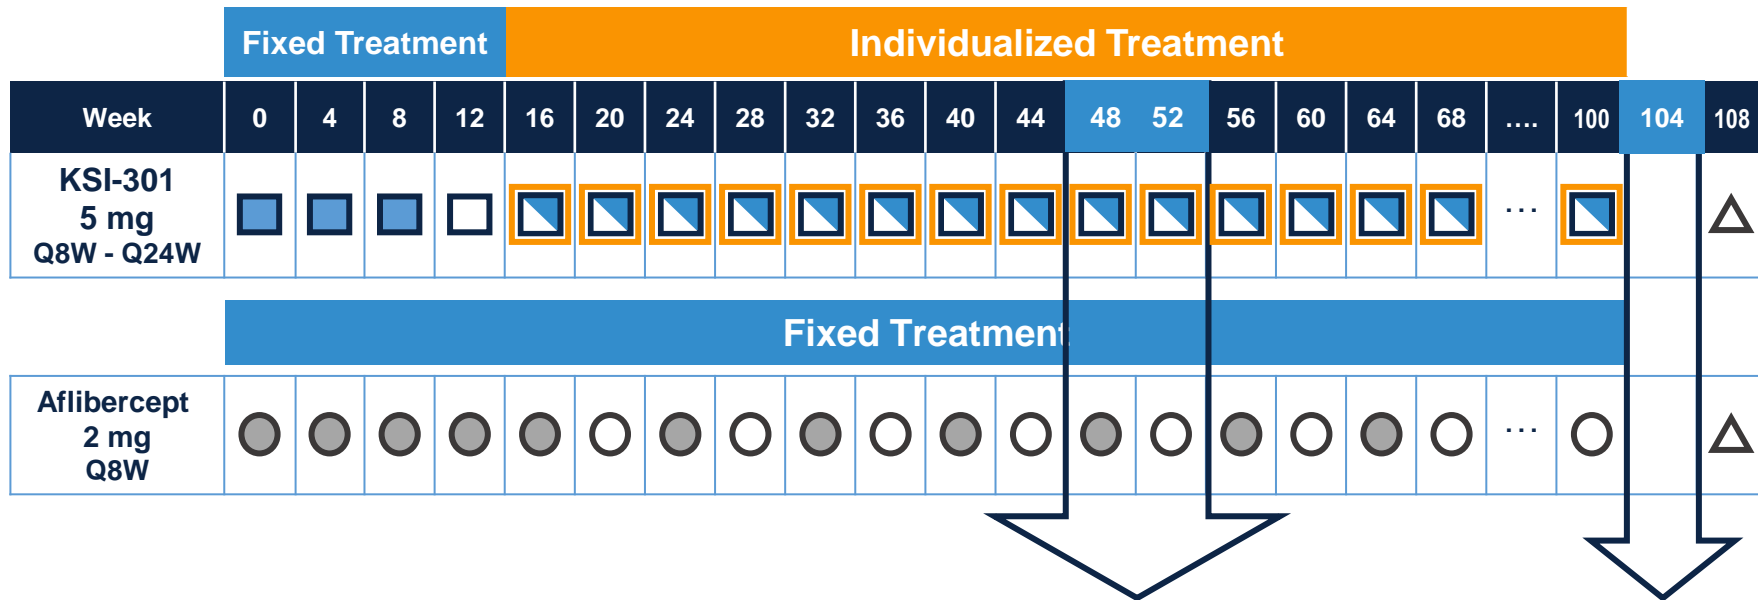 Fixed Treatment Individualized Treatment
Week 0 4 8 12 16 20 24 28 32 36 40 44 48 52 56 60 64 68 .... 100 104 108
KSI-301
5 mg
Q8W - Q24W
...
Fixed Treatment
Aflibercept
2 mg
Q8W
...